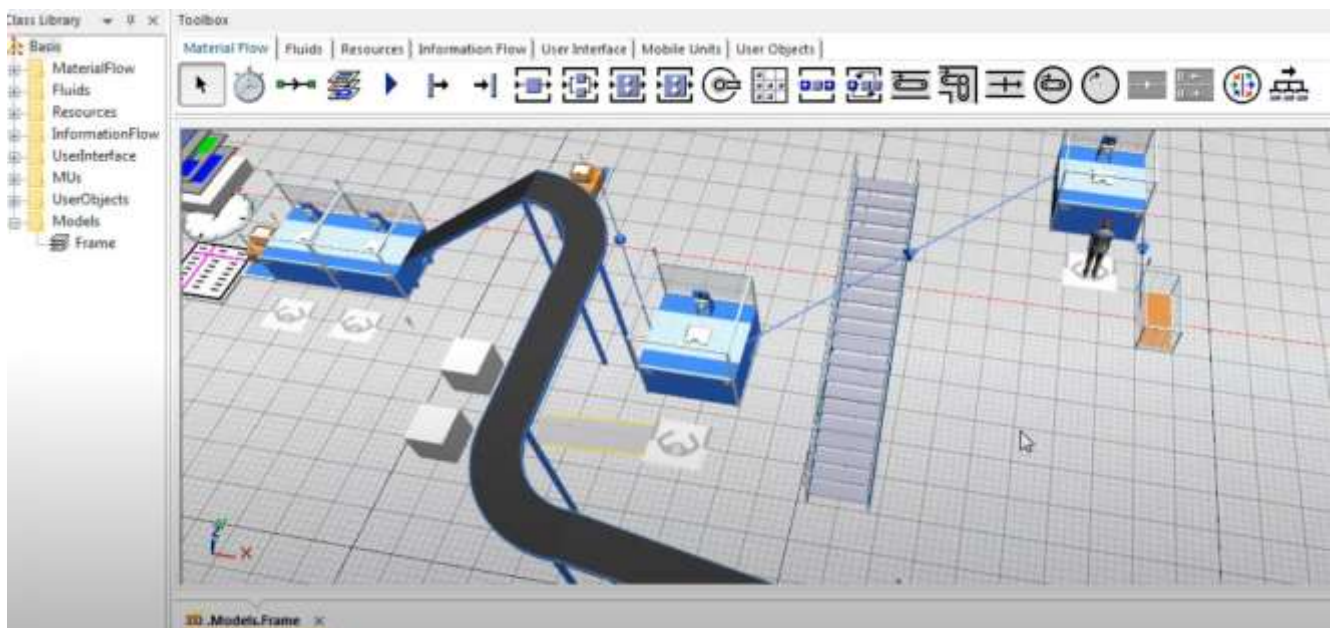 Class Library
Toolbox
Basis
MaterialFlow
Fluids
Resources
InformationFlow
UserInterface
MUs
UserObjects
Models
Frame
Material Flow
Fluids
Resources
Information Flow
User Interface
Mobile Units
User Objects
X
3D .Models.Frame